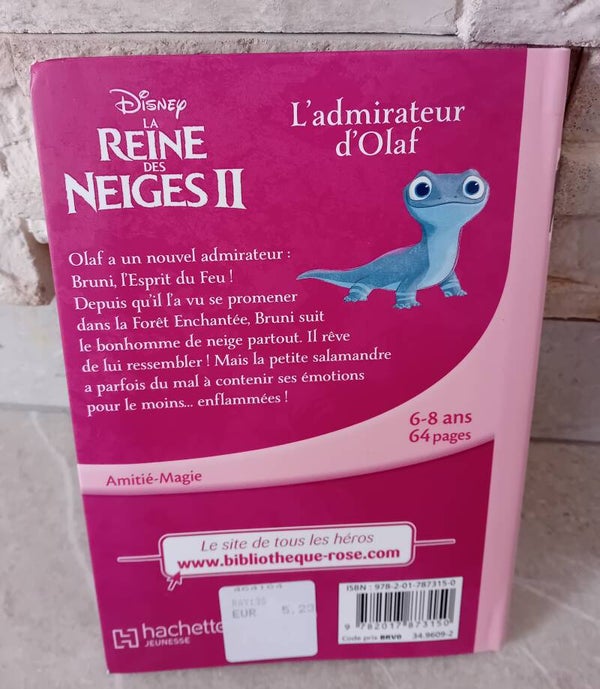 Disney
LA
REINE
DES
NEIGES II
L'admirateur
d'Olaf
Olaf a un nouvel admirateur :
Bruni, l'Esprit du Feu !
Depuis qu'il l'a vu se promener
dans la Forêt Enchantée, Bruni suit
le bonhomme de neige partout. Il rêve
de lui ressembler ! Mais la petite salamandre
a parfois du mal à contenir ses émotions
pour le moins... enflammées !
6-8 ans
64 pages
Amitié-Magie
Le site de tous les héros
www.bibliotheque-rose.com
EUR 5,23
hachette
JEUNESSE
ISBN : 978-2-01-787315-0
9 782017 873150
Code prix BRV0 34.9609-2